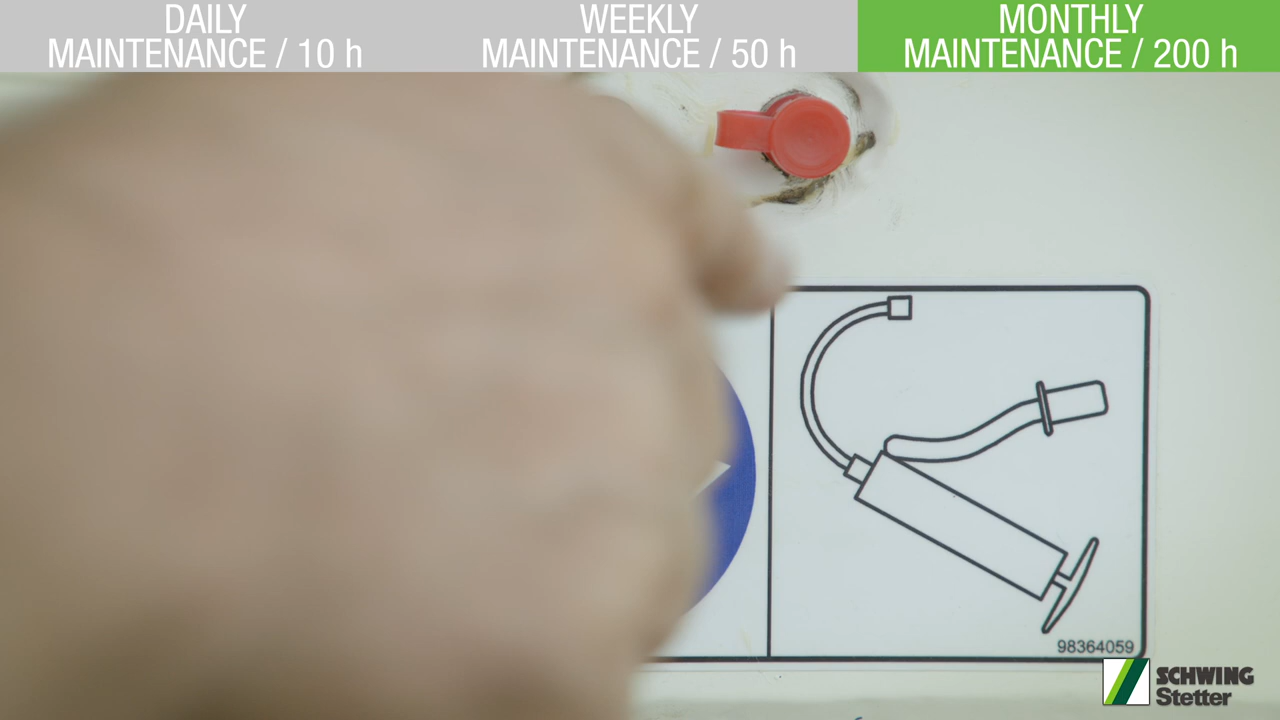 DAILY
MAINTENANCE / 10 h
WEEKLY
MAINTENANCE / 50 h
MONTHLY
MAINTENANCE / 200 h
98364059
SCHWING
Stetter